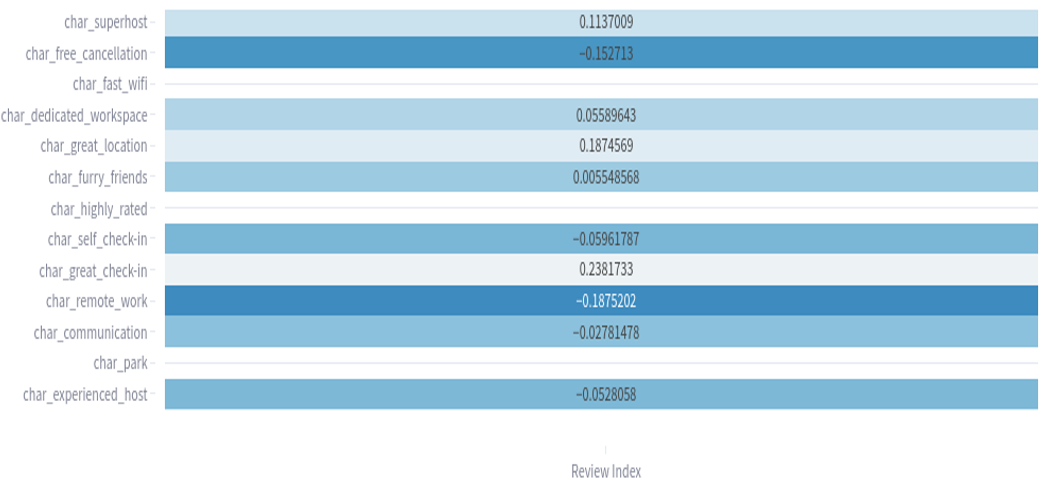 char_superhost 0.1137009
char_free_cancellation −0.152713
char_fast_wifi
char_dedicated_workspace 0.05589643
char_great_location 0.1874569
char_furry_friends 0.005548568
char_highly_rated
char_self_check-in −0.05961787
char_great_check-in 0.2381733
char_remote_work −0.1875202
char_communication −0.02781478
char_park
char_experienced_host −0.0528058
Review Index